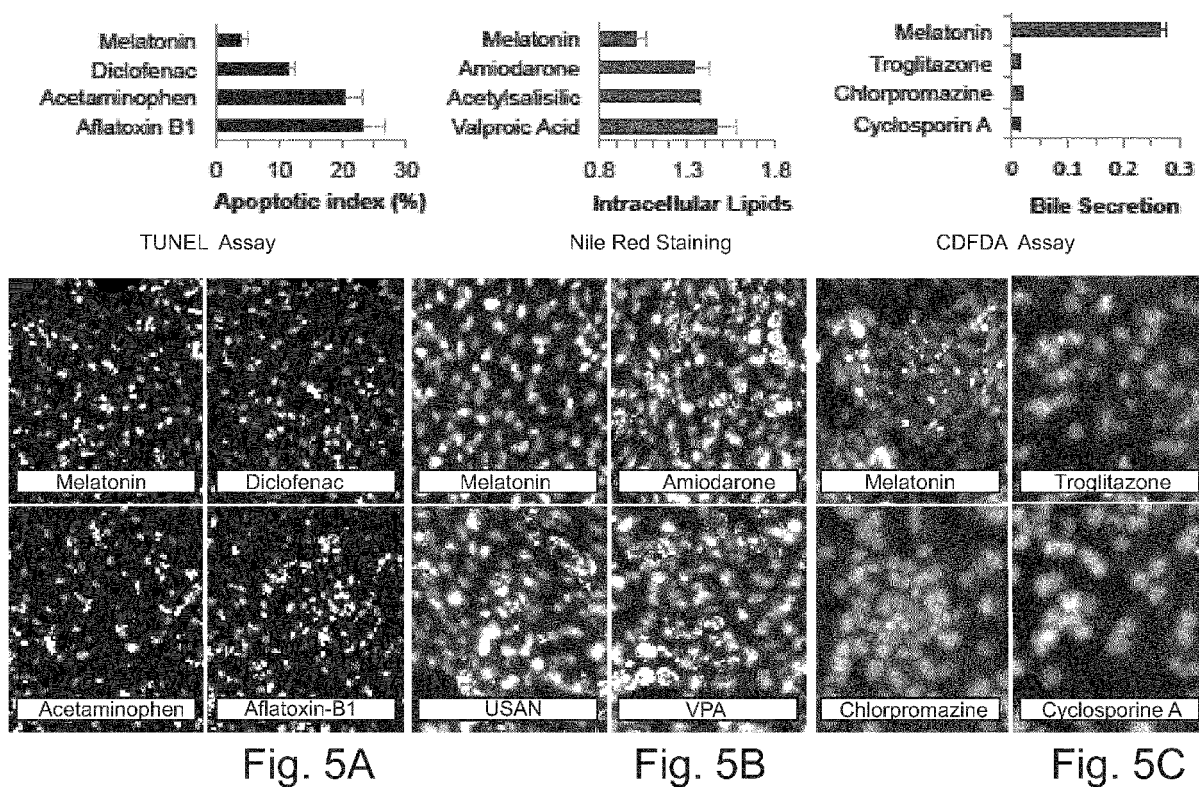 Melatonin
Diclofenac
Acetaminophen
Aflatoxin B1
0 10 20 30
Apoptotic index (%)
TUNEL Assay
Melatonin
Amiodarone
Acetylsalisilic
Valproic Acid
0.8 1.3 1.8
Intracellular Lipids
Nile Red Staining
Melatonin
Troglitazone
Chlorpromazine
Cyclosporin A
0 0.1 0.2 0.3
Bile Secretion
CDFDA Assay
Melatonin
Diclofenac
Acetaminophen
Aflatoxin-B1
Fig. 5A
Melatonin
Amiodarone
USAN
VPA
Fig. 5B
Melatonin
Troglitazone
Chlorpromazine
Cyclosporine A
Fig. 5C